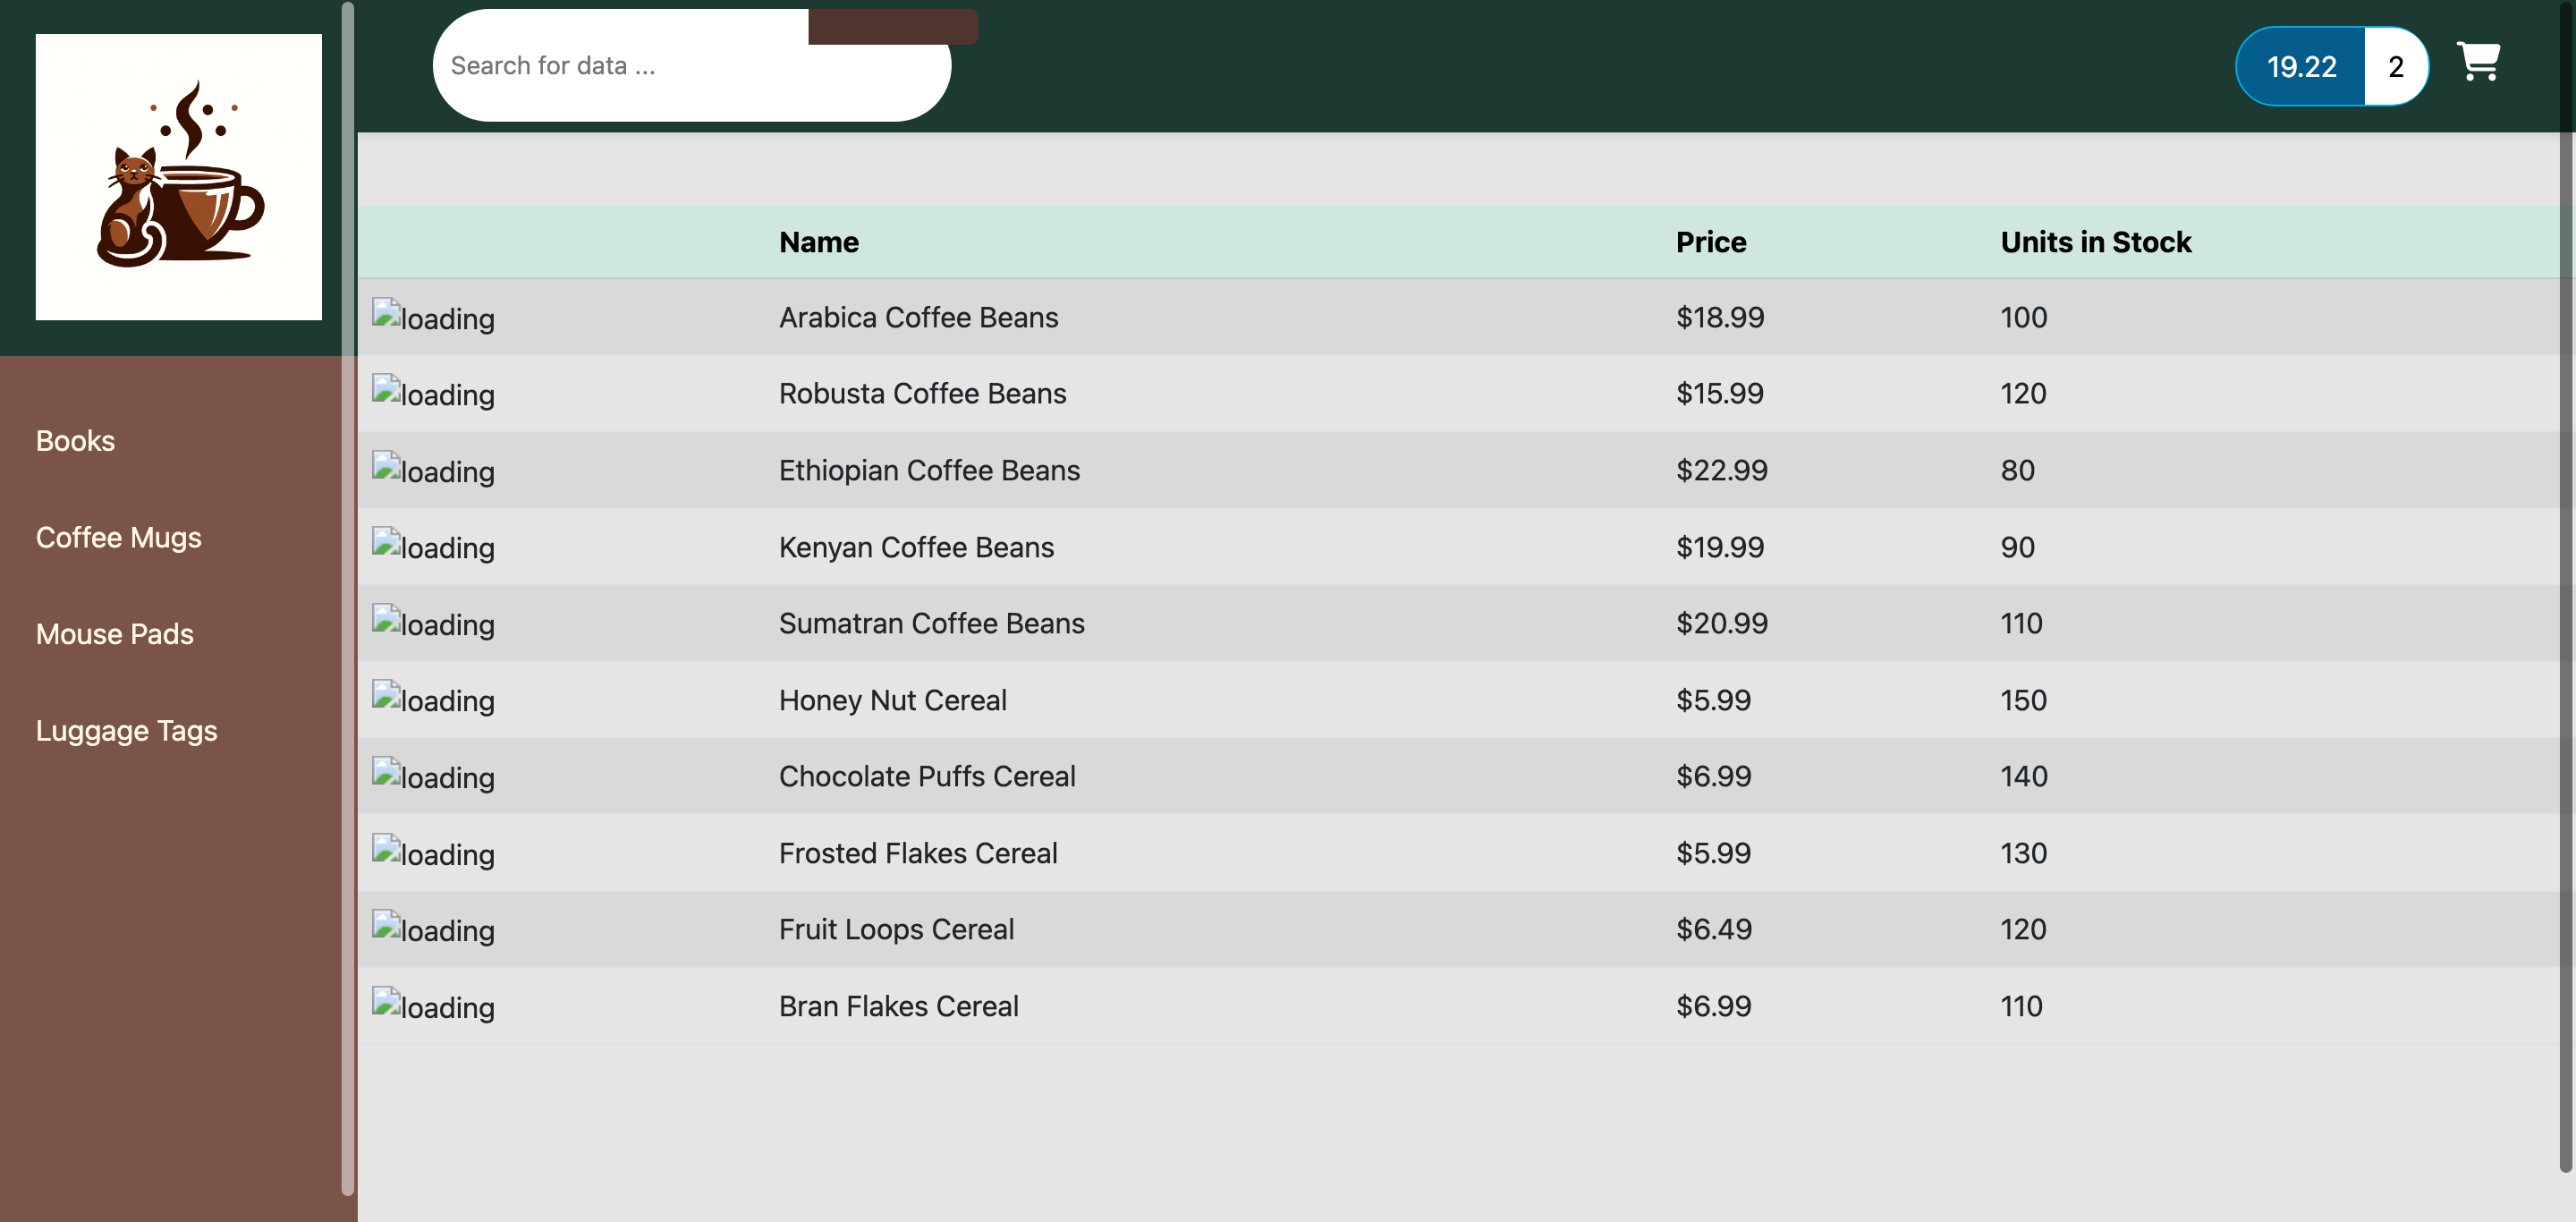 Search for data ...
19.22 2
Books
Coffee Mugs
Mouse Pads
Luggage Tags
Name Price Units in Stock
loading Arabica Coffee Beans $18.99 100
loading Robusta Coffee Beans $15.99 120
loading Ethiopian Coffee Beans $22.99 80
loading Kenyan Coffee Beans $19.99 90
loading Sumatran Coffee Beans $20.99 110
loading Honey Nut Cereal $5.99 150
loading Chocolate Puffs Cereal $6.99 140
loading Frosted Flakes Cereal $5.99 130
loading Fruit Loops Cereal $6.49 120
loading Bran Flakes Cereal $6.99 110